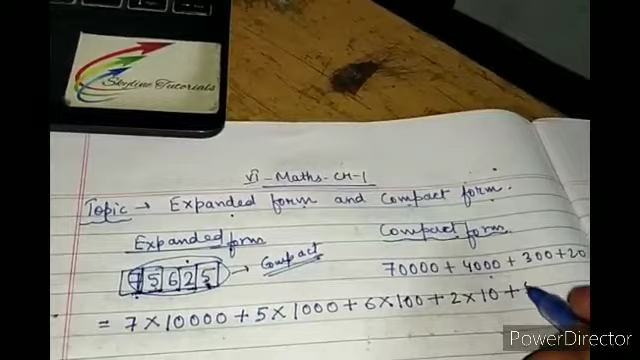 Skyline Tutorials
VI - Maths - CH-1
Topic → Expanded form and Compact form.
Expanded form
Compact form.
75625 → Compact
70000 + 4000 + 300 + 20
= 7 × 10000 + 5 × 1000 + 6 × 100 + 2 × 10 +
PowerDirector